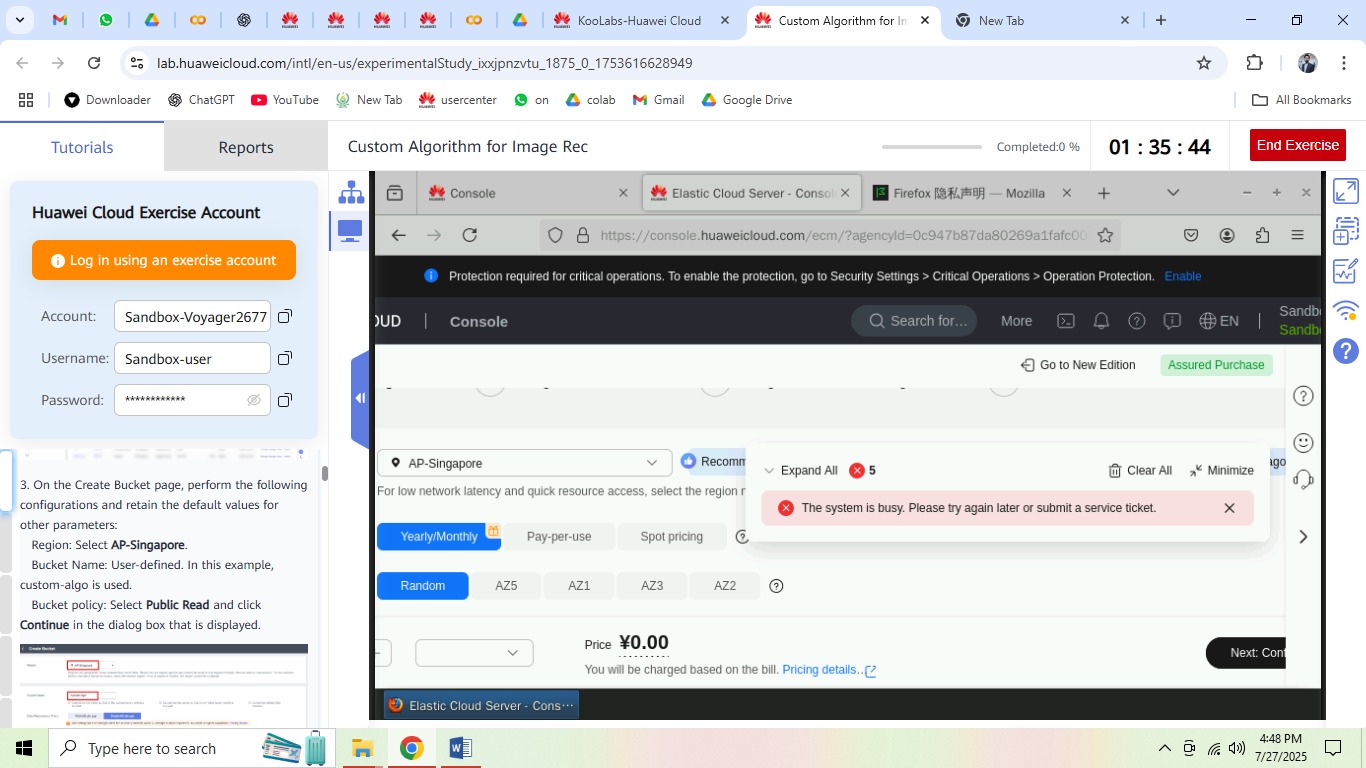 KooLabs-Huawei Cloud
Custom Algorithm for Im
New Tab
lab.huaweicloud.com/intl/en-us/experimentalStudy_ixxjpnzvtu_1875_0_1753616628949
Downloader
ChatGPT
YouTube
New Tab
usercenter
on
colab
Gmail
Google Drive
All Bookmarks
Tutorials
Reports
Custom Algorithm for Image Rec
Completed:0 %
01 : 35 : 44
End Exercise
Huawei Cloud Exercise Account
Log in using an exercise account
Account:
Sandbox-Voyager2677
Username:
Sandbox-user
Password:
************
3. On the Create Bucket page, perform the following
configurations and retain the default values for
other parameters:
Region: Select AP-Singapore.
Bucket Name: User-defined. In this example,
custom-algo is used.
Bucket policy: Select Public Read and click
Continue in the dialog box that is displayed.
Create Bucket
Console
Elastic Cloud Server - Consol
Firefox 隐私声明 — Mozilla
https://console.huaweicloud.com/ecm/?agencyId=0c947b87da80269a1fafc00
Protection required for critical operations. To enable the protection, go to Security Settings > Critical Operations > Operation Protection. Enable
OUD
Console
Search for...
More
EN
Sandb
Sandb
Go to New Edition
Assured Purchase
AP-Singapore
Recomm
ago
For low network latency and quick resource access, select the region n
Expand All
5
Clear All
Minimize
The system is busy. Please try again later or submit a service ticket.
Yearly/Monthly
Pay-per-use
Spot pricing
Random
AZ5
AZ1
AZ3
AZ2
Price ¥0.00
You will be charged based on the bill. Pricing details..
Next: Conf
Elastic Cloud Server - Cons···
Type here to search
4:48 PM
7/27/2025